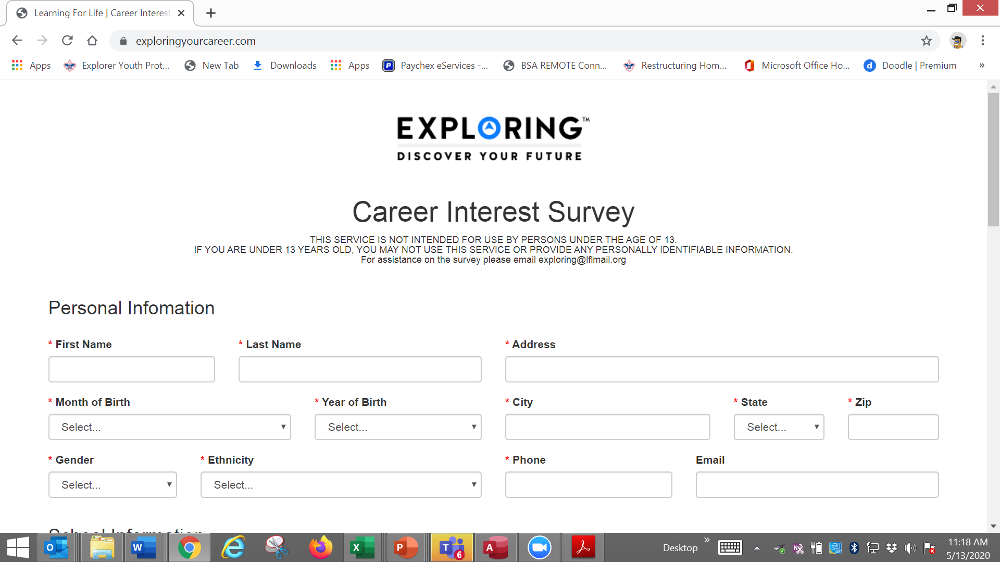 Learning For Life | Career Interest
exploringyourcareer.com
Apps Explorer Youth Prot... New Tab Downloads Apps Paychex eServices -... BSA REMOTE Conn... Restructuring Hom... Microsoft Office Ho... Doodle | Premium »
EXPLORING™
DISCOVER YOUR FUTURE
Career Interest Survey
THIS SERVICE IS NOT INTENDED FOR USE BY PERSONS UNDER THE AGE OF 13.
IF YOU ARE UNDER 13 YEARS OLD, YOU MAY NOT USE THIS SERVICE OR PROVIDE ANY PERSONALLY IDENTIFIABLE INFORMATION.
For assistance on the survey please email exploring@lflmail.org
Personal Infomation
* First Name * Last Name * Address
* Month of Birth * Year of Birth * City * State * Zip
Select... Select... Select...
* Gender * Ethnicity * Phone Email
Select... Select...
School Information
Desktop » 11:18 AM
5/13/2020